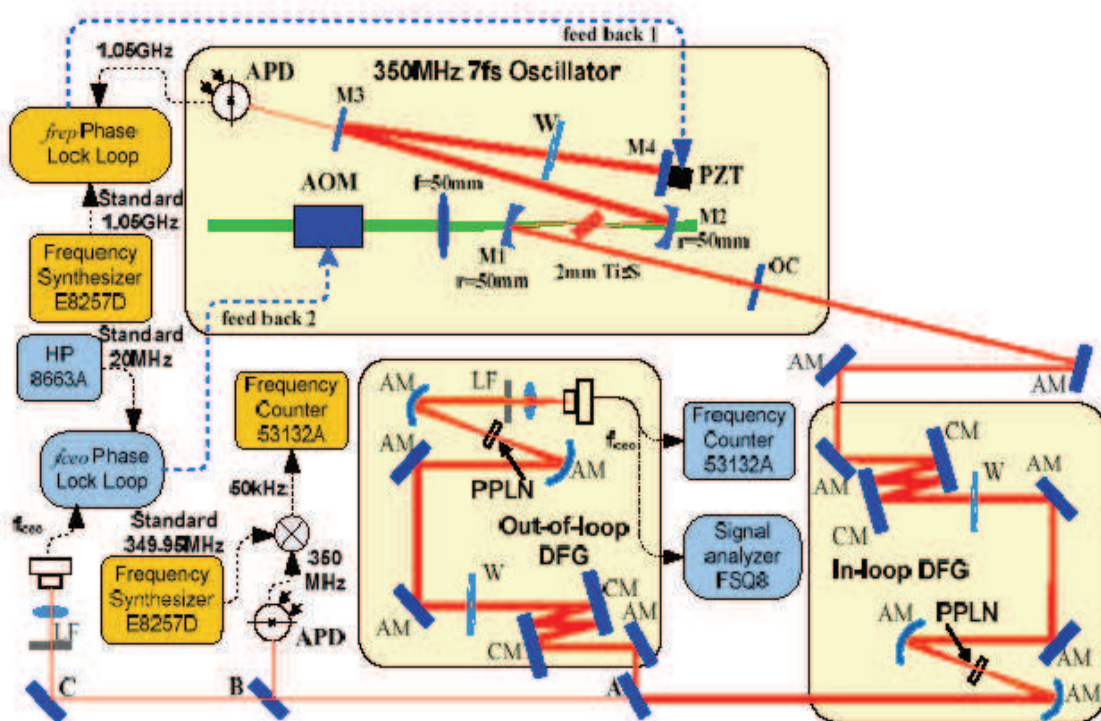 feed back 1
1.05GHz
APD
350MHz 7fs Oscillator
M3
frep Phase
Lock Loop
W
M4
PZT
AOM
f=50mm
Standard
1.05GHz
M2
r=50mm
M1
r=50mm
2mm Ti:S
OC
Frequency
Synthesizer
E8257D
feed back 2
Standard
20MHz
HP
8663A
AM
AM
AM
LF
Frequency
Counter
53132A
fceo
Frequency
Counter
53132A
CM
AM
W
AM
CM
AM
AM
PPLN
fceo Phase
Lock Loop
50kHz
Out-of-loop
DFG
fceo
Standard
349.95MHz
350
MHz
Signal
analyzer
FSQ8
In-loop DFG
Frequency
Synthesizer
E8257D
W
CM
AM
AM
PPLN
AM
LF
APD
AM
CM
AM
C
B
A
AM